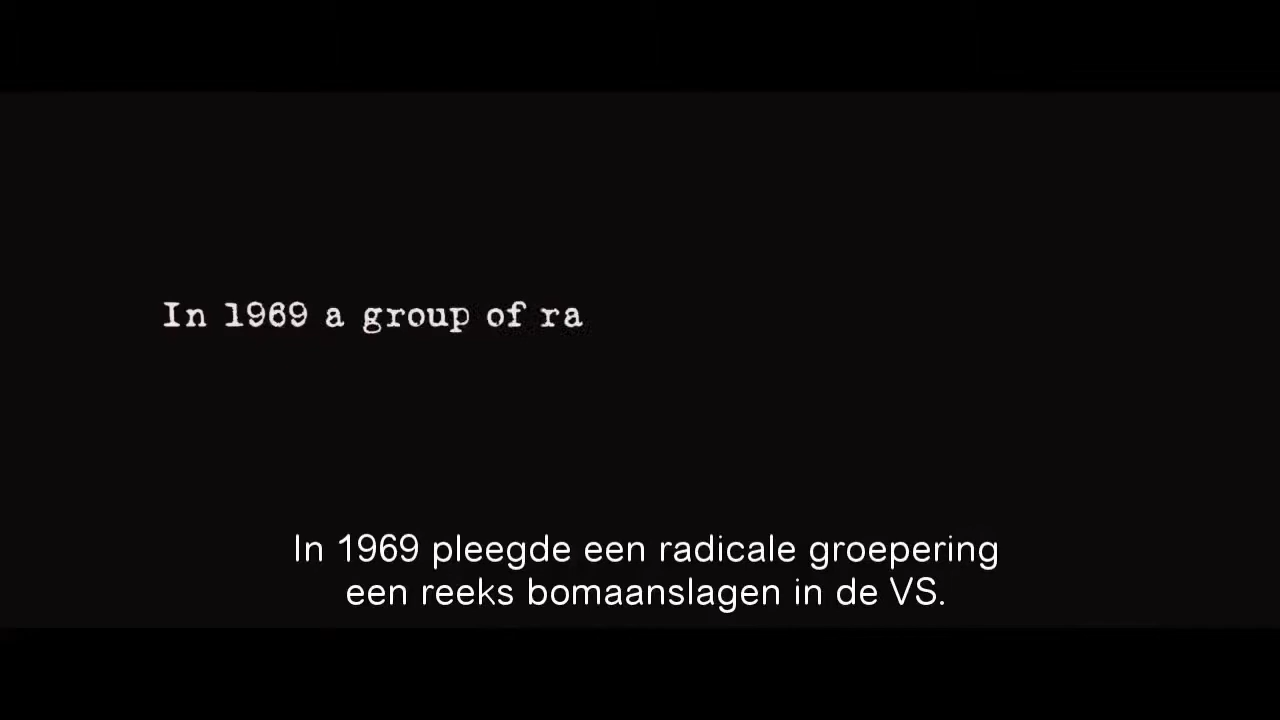 In 1969 a group of ra
In 1969 pleegde een radicale groepering
een reeks bomaanslagen in de VS.